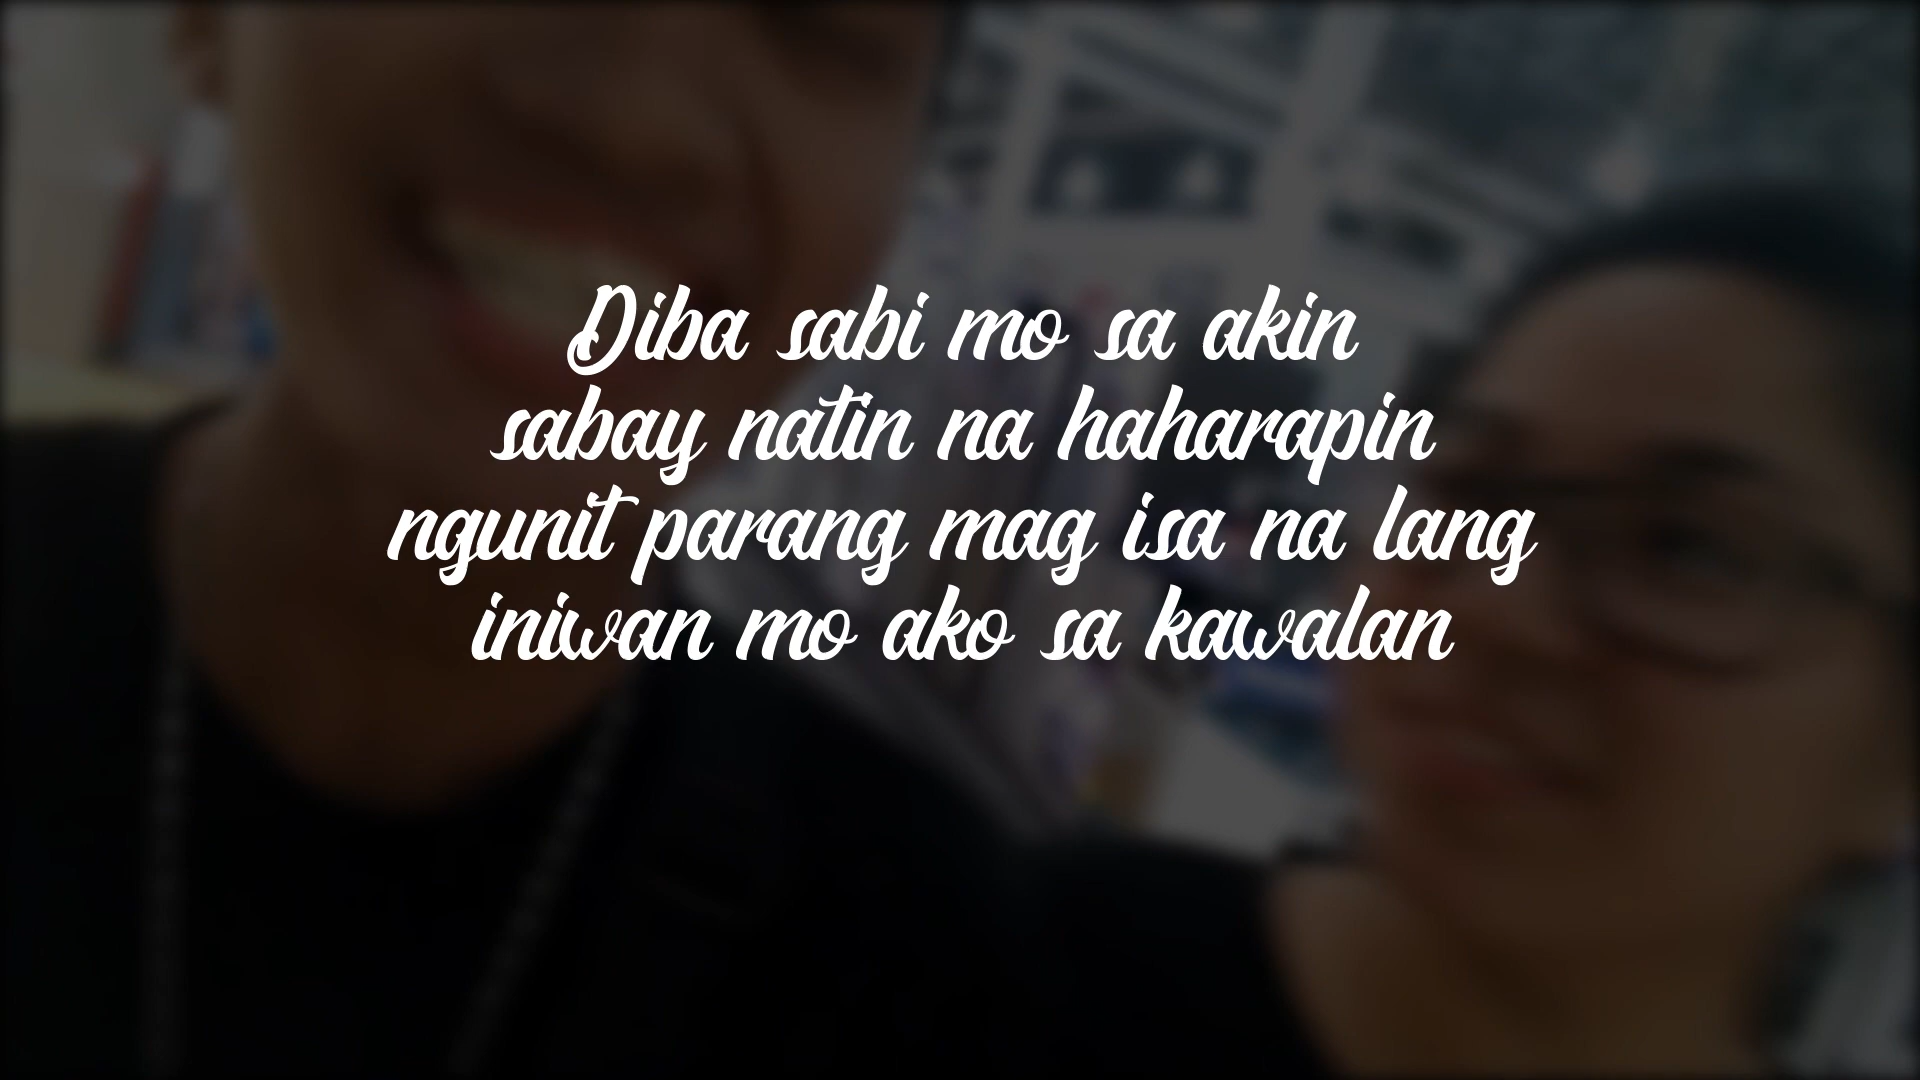 Diba sabi mo sa akin
sabay natin na haharapin
ngunit parang mag isa na lang
iniwan mo ako sa kawalan